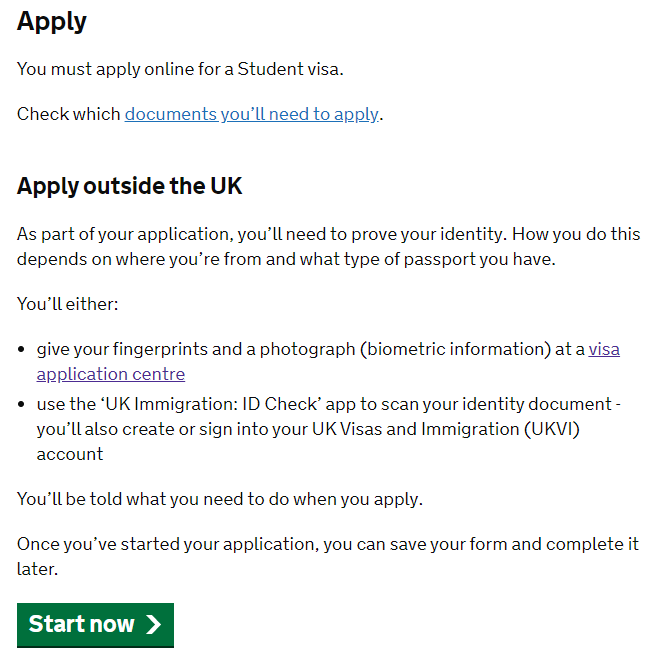 Apply
You must apply online for a Student visa.
Check which documents you’ll need to apply.
Apply outside the UK
As part of your application, you’ll need to prove your identity. How you do this
depends on where you’re from and what type of passport you have.
You’ll either:
• give your fingerprints and a photograph (biometric information) at a visa
application centre
• use the ‘UK Immigration: ID Check’ app to scan your identity document -
you’ll also create or sign into your UK Visas and Immigration (UKVI)
account
You’ll be told what you need to do when you apply.
Once you’ve started your application, you can save your form and complete it
later.
Start now